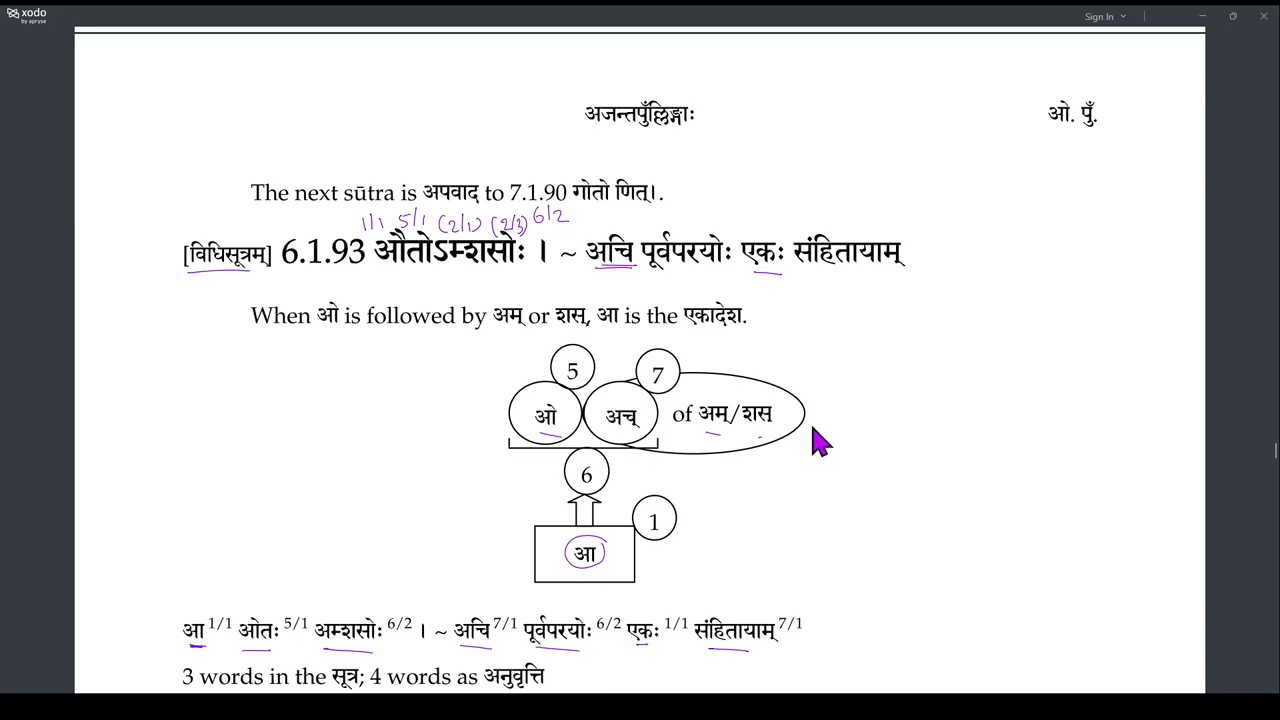 xodo
by apryse
Sign In
अजन्तपुँल्लिङ्गाः ओ. पुँ.
The next sūtra is अपवाद to 7.1.90 गोतो णित्।.
1/1 5/1 (2/1) (2/3) 6/2
[विधिसूत्रम्] 6.1.93 औतोऽम्शसोः । ~ अचि पूर्वपरयोः एकः संहितायाम्
When ओ is followed by अम् or शस्, आ is the एकादेश.
5 7
ओ अच् of अम्/शस्
6
1
आ
आ 1/1 ओतः 5/1 अम्शसोः 6/2 । ~ अचि 7/1 पूर्वपरयोः 6/2 एकः 1/1 संहितायाम् 7/1
3 words in the सूत्र; 4 words as अनुवृत्ति